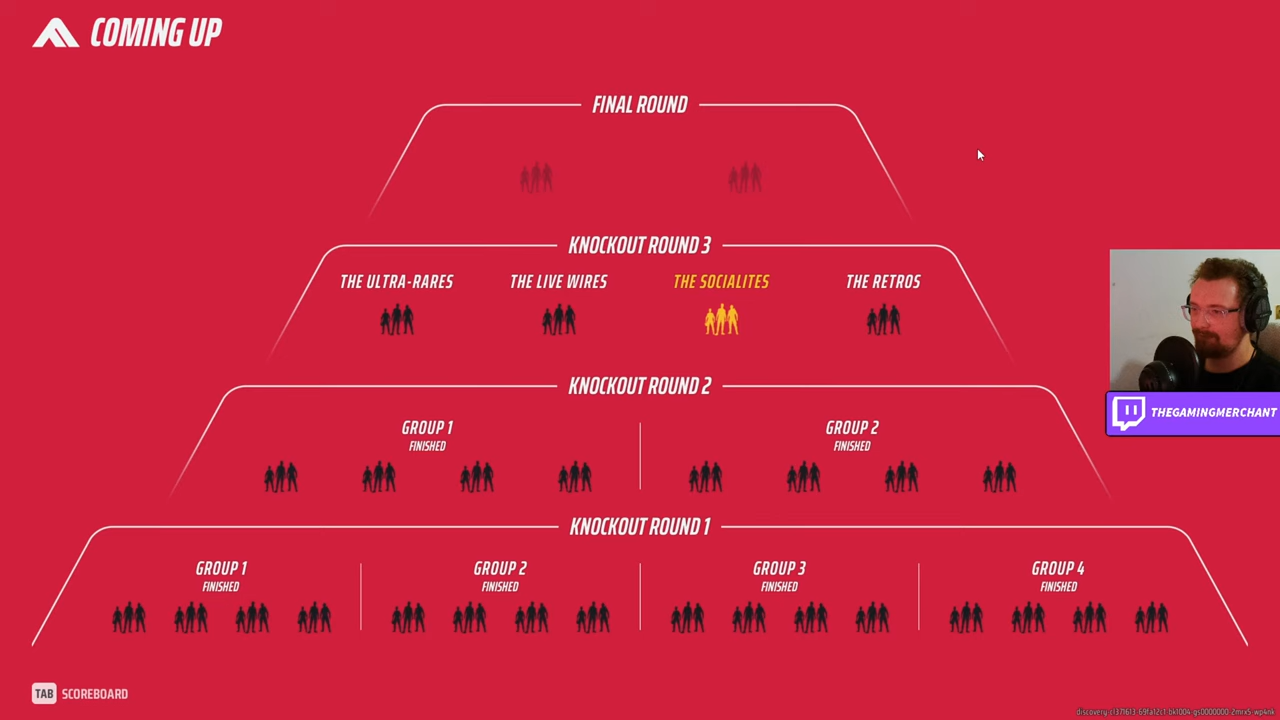 COMING UP
FINAL ROUND
KNOCKOUT ROUND 3
THE ULTRA-RARES
THE LIVE WIRES
THE SOCIALITES
THE RETROS
THEGAMINGMERCHANT
KNOCKOUT ROUND 2
GROUP 1
FINISHED
GROUP 2
FINISHED
KNOCKOUT ROUND 1
GROUP 1
FINISHED
GROUP 2
FINISHED
GROUP 3
FINISHED
GROUP 4
FINISHED
TAB SCOREBOARD